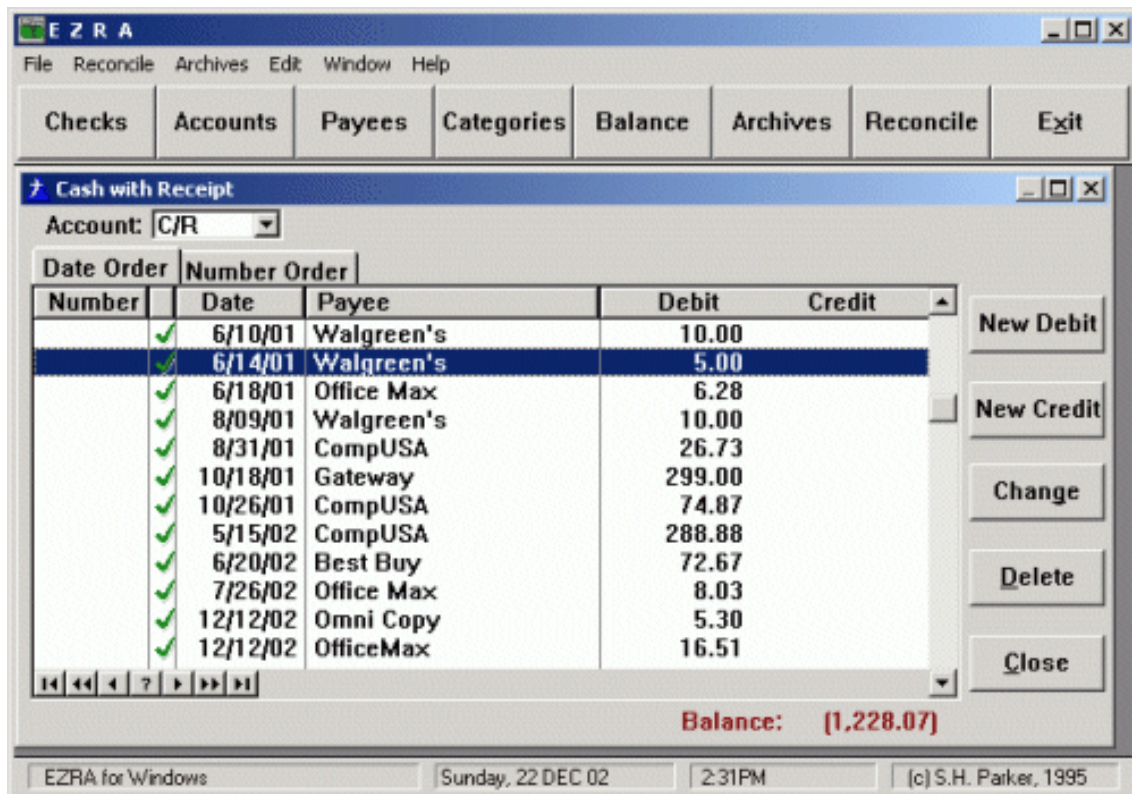 E Z R A
File Reconcile Archives Edit Window Help
Checks Accounts Payees Categories Balance Archives Reconcile Exit
Cash with Receipt
Account: C/R
Date Order Number Order
Number Date Payee Debit Credit
6/10/01 Walgreen's 10.00
6/14/01 Walgreen's 5.00
6/18/01 Office Max 6.28
8/09/01 Walgreen's 10.00
8/31/01 CompUSA 26.73
10/18/01 Gateway 299.00
10/26/01 CompUSA 74.87
5/15/02 CompUSA 288.88
6/20/02 Best Buy 72.67
7/26/02 Office Max 8.03
12/12/02 Omni Copy 5.30
12/12/02 OfficeMax 16.51
?
New Debit
New Credit
Change
Delete
Close
Balance: (1,228.07)
EZRA for Windows Sunday, 22 DEC 02 2:31PM (c) S.H. Parker, 1995